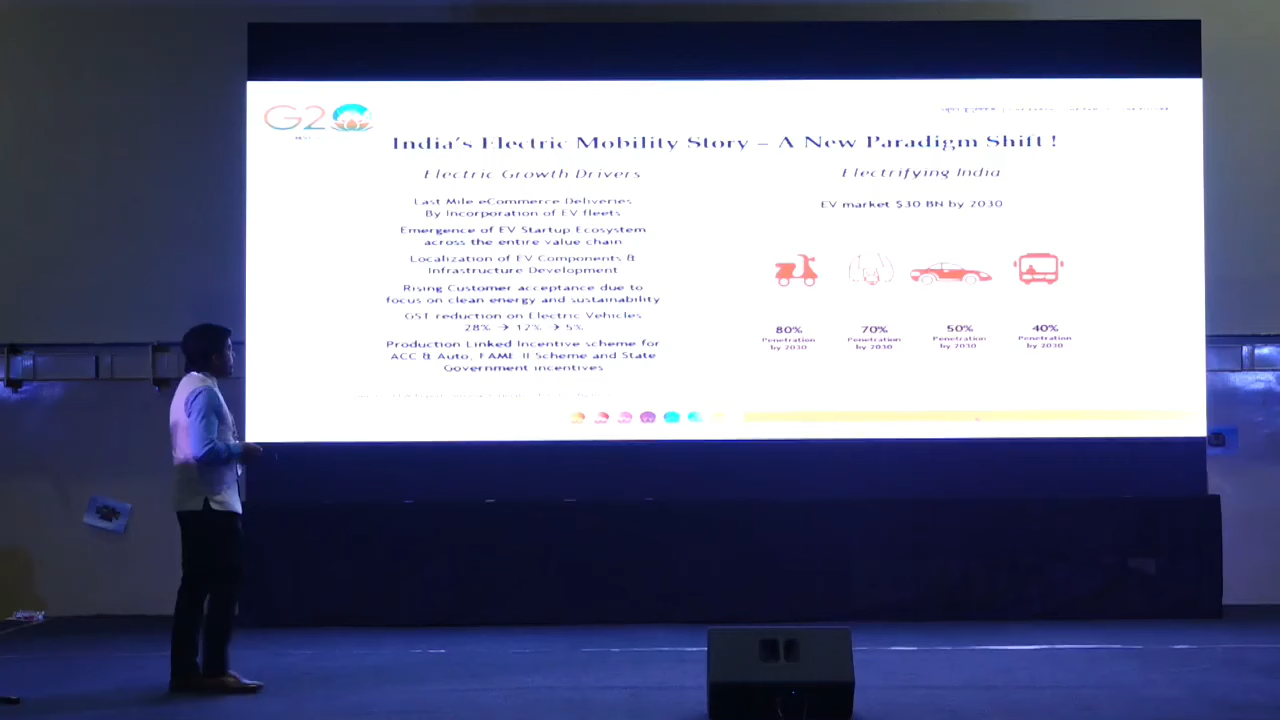 G20
India's Electric Mobility Story – A New Paradigm Shift !
Electric Growth Drivers
Last Mile eCommerce Deliveries
By Incorporation of EV fleets
Emergence of EV Startup Ecosystem
across the entire value chain
Localization of EV Components &
Infrastructure Development
Rising Customer acceptance due to
focus on clean energy and sustainability
GST reduction on Electric Vehicles
28% → 12% → 5%
Production Linked Incentive scheme for
ACC & Auto, FAME II Scheme and State
Government incentives
Electrifying India
EV market $30 BN by 2030
80%
Penetration
by 2030
70%
Penetration
by 2030
50%
Penetration
by 2030
40%
Penetration
by 2030